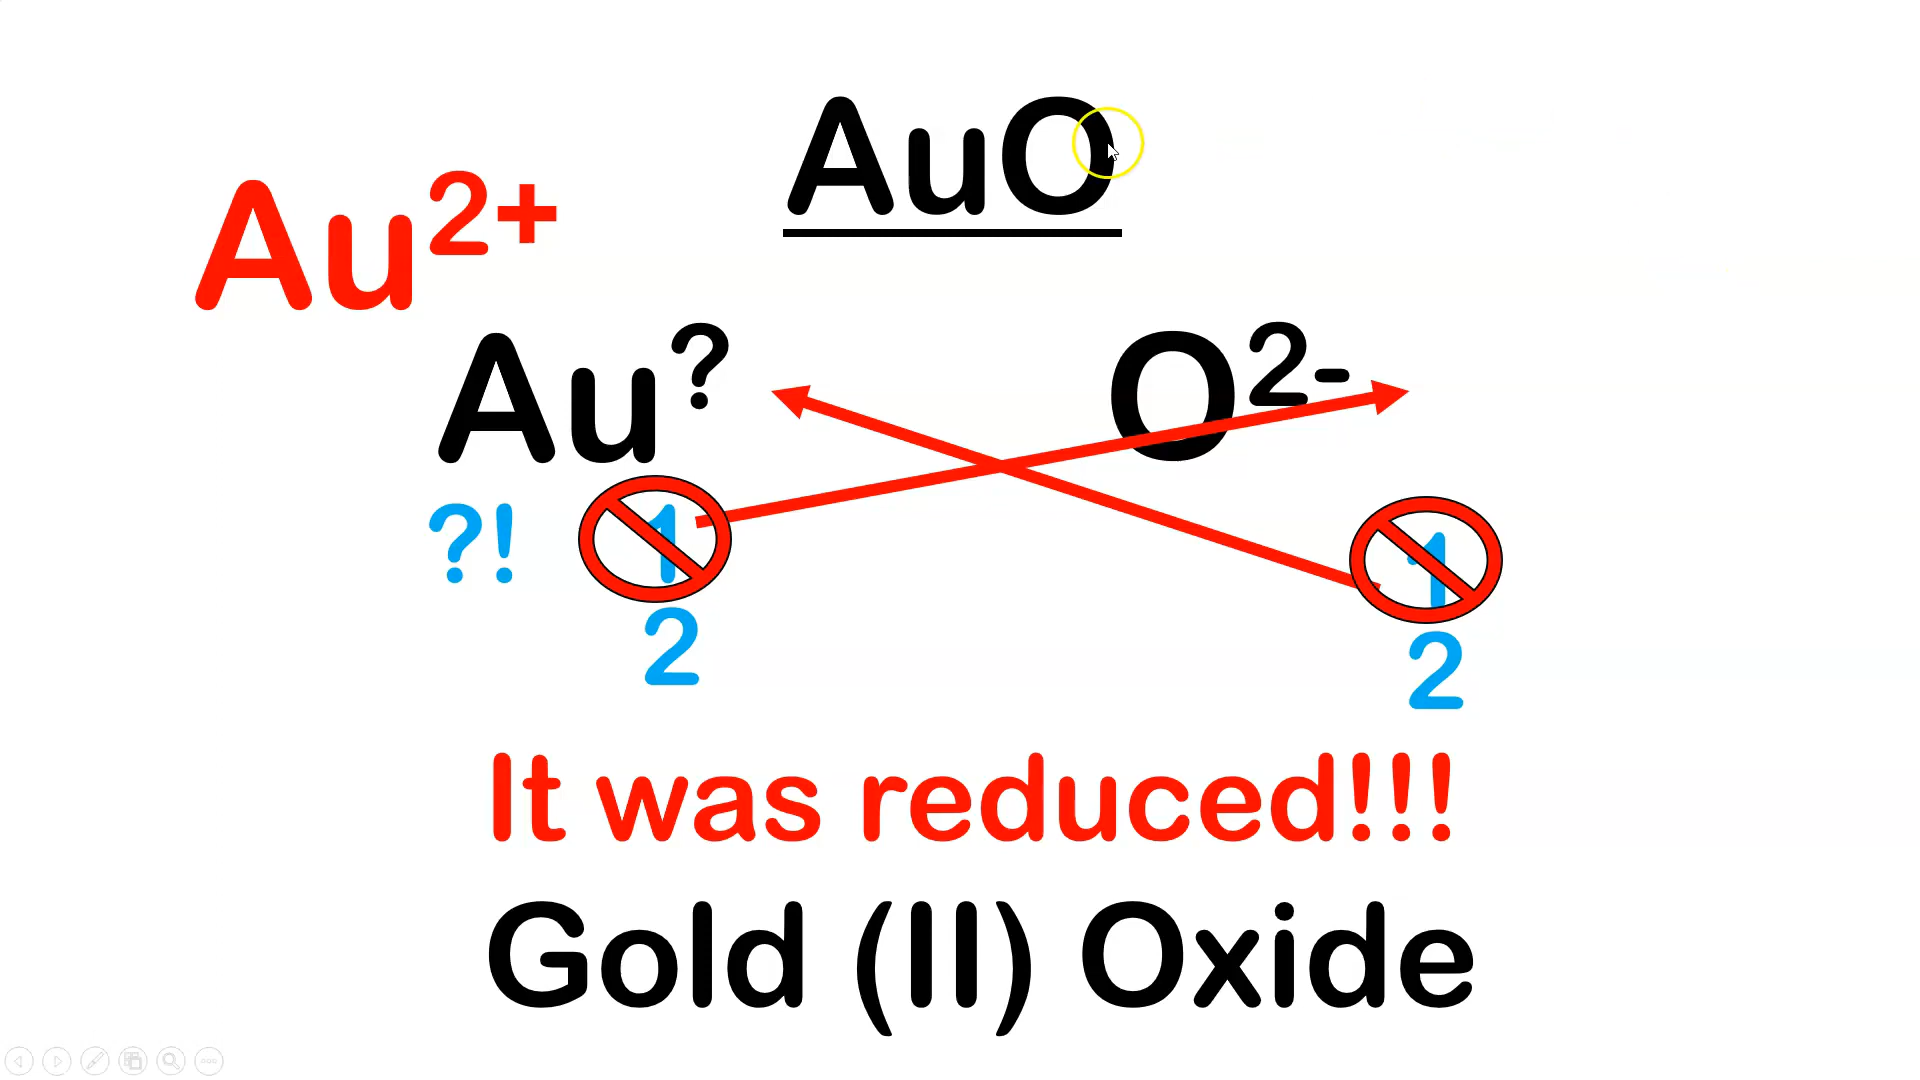 AuO
Au2+
Au? O2-
?! 1 1
2 2
It was reduced!!!
Gold (II) Oxide